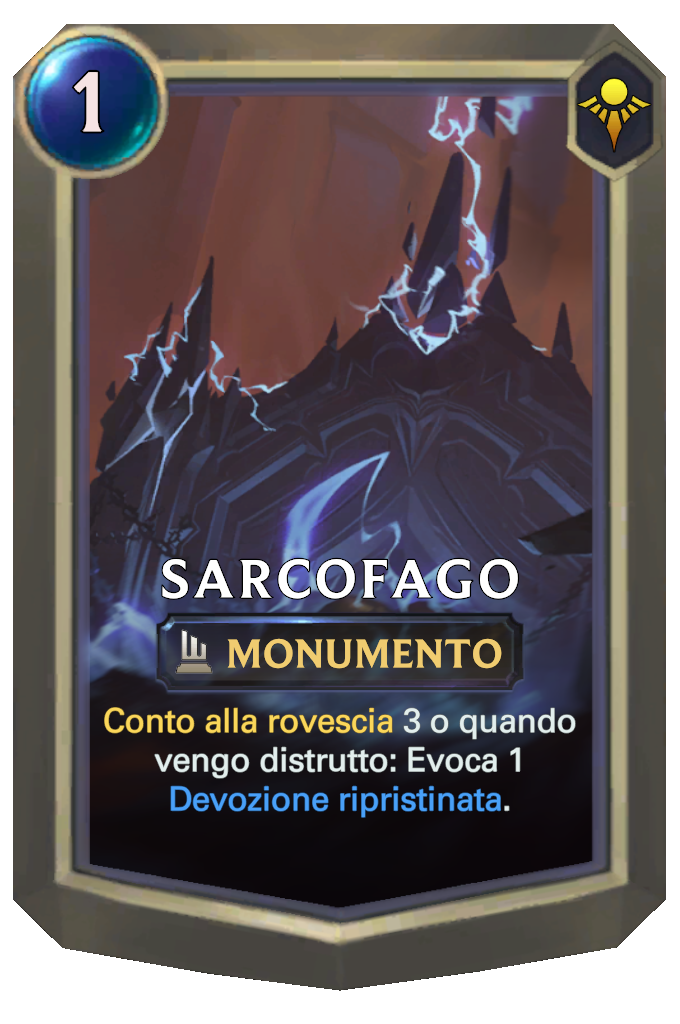 1
SARCOFAGO
MONUMENTO
Conto alla rovescia 3 o quando
vengo distrutto: Evoca 1
Devozione ripristinata.